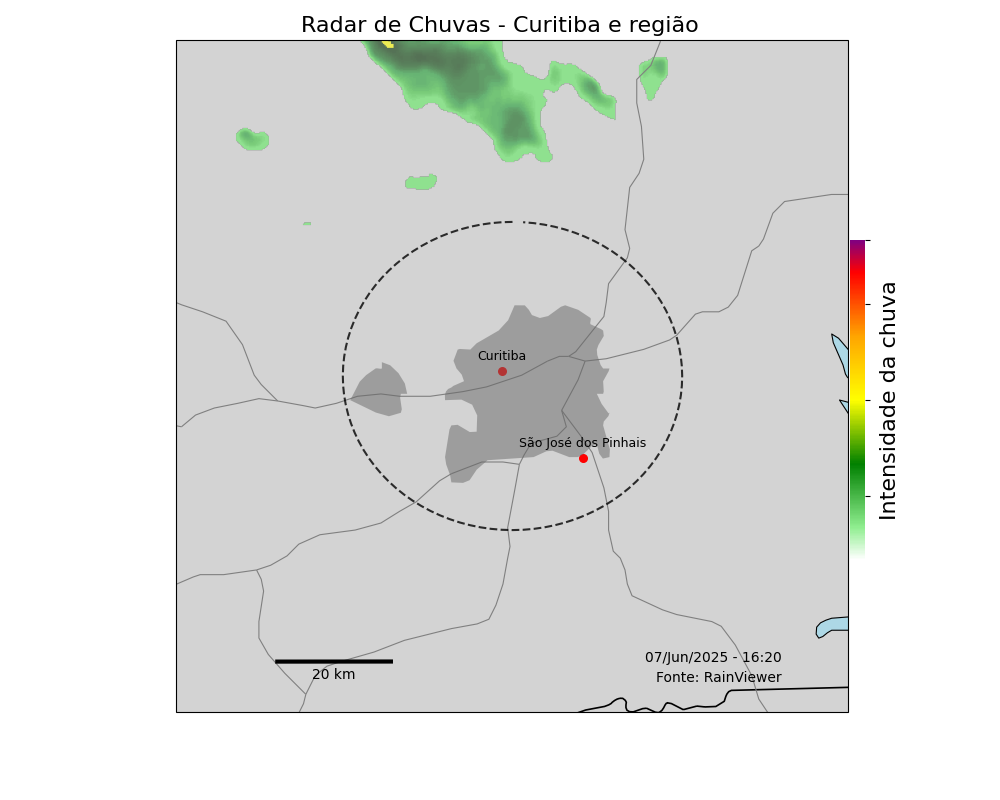 Radar de Chuvas - Curitiba e região
Curitiba
São José dos Pinhais
Intensidade da chuva
07/Jun/2025 - 16:20
20 km
Fonte: RainViewer